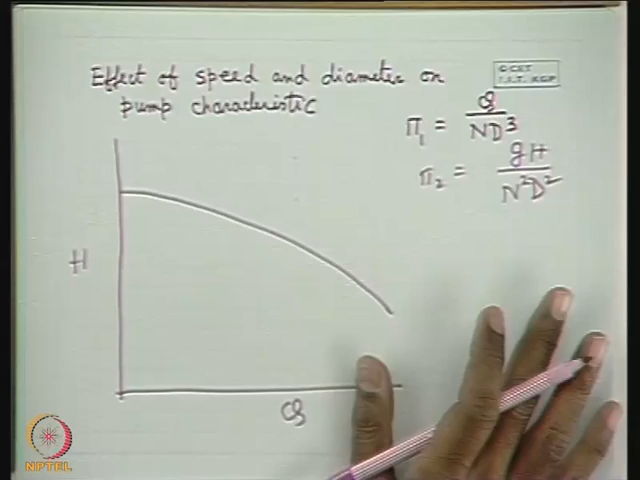 Effect of speed and diameter on
pump characteristic
© CET
I.I.T. KGP
π₁ = Q / ND³
π₂ = gH / N²D²
H
Q
NPTEL